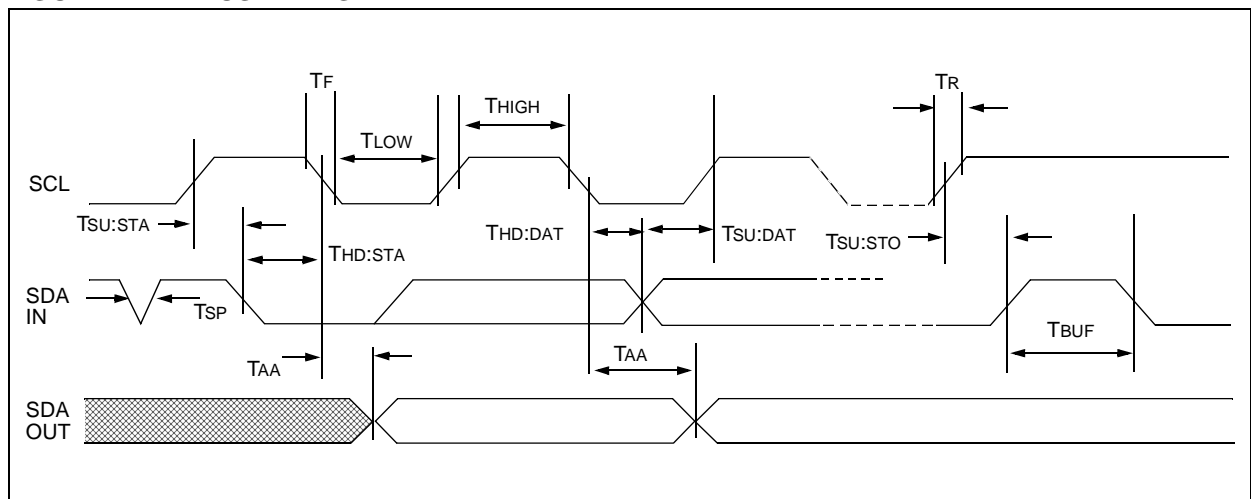 TF
TR
THIGH
TLOW
SCL
TSU:STA
THD:STA
THD:DAT
TSU:DAT
TSU:STO
SDA
IN
TSP
TBUF
TAA
TAA
SDA
OUT